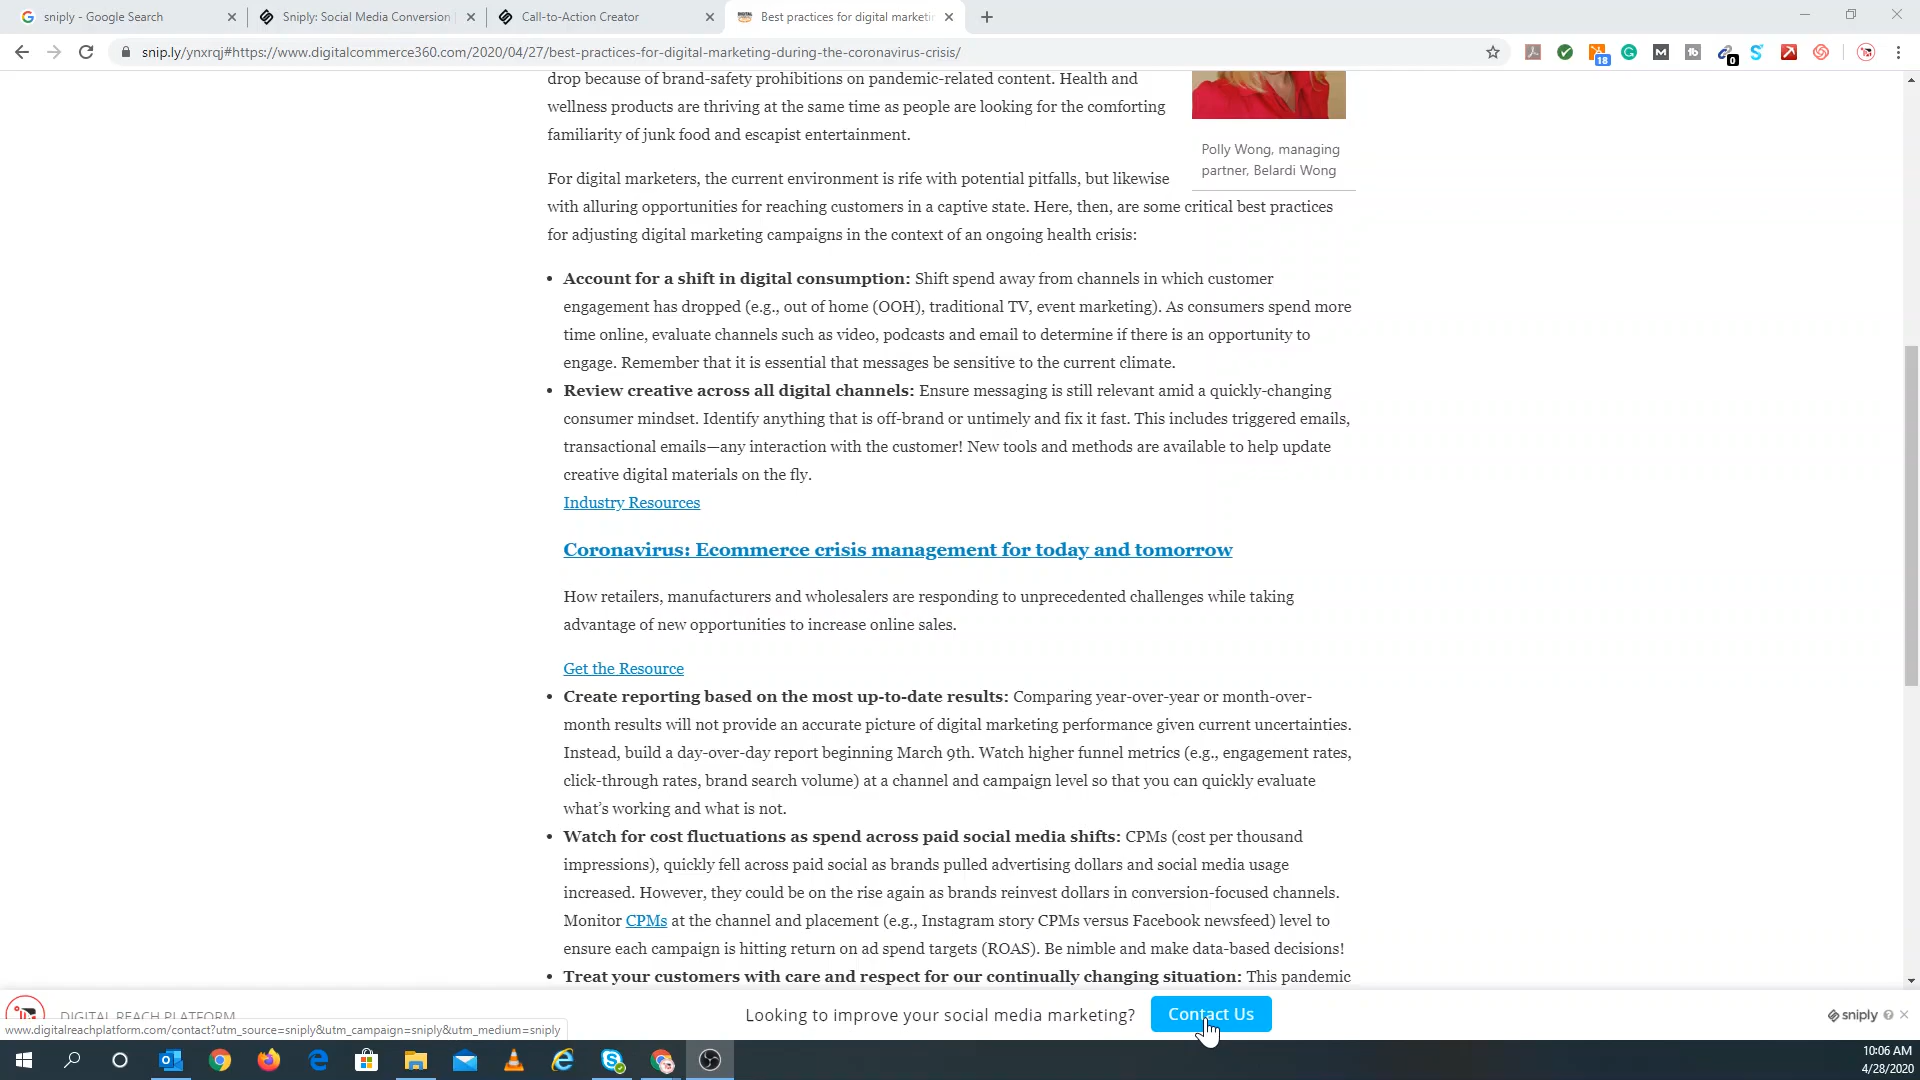 sniply - Google Search
Sniply: Social Media Conversion
Call-to-Action Creator
Best practices for digital marketin
snip.ly/ynxrqj#https://www.digitalcommerce360.com/2020/04/27/best-practices-for-digital-marketing-during-the-coronavirus-crisis/
18
0
drop because of brand-safety prohibitions on pandemic-related content. Health and
wellness products are thriving at the same time as people are looking for the comforting
familiarity of junk food and escapist entertainment.
Polly Wong, managing
partner, Belardi Wong
For digital marketers, the current environment is rife with potential pitfalls, but likewise
with alluring opportunities for reaching customers in a captive state. Here, then, are some critical best practices
for adjusting digital marketing campaigns in the context of an ongoing health crisis:
• Account for a shift in digital consumption: Shift spend away from channels in which customer
engagement has dropped (e.g., out of home (OOH), traditional TV, event marketing). As consumers spend more
time online, evaluate channels such as video, podcasts and email to determine if there is an opportunity to
engage. Remember that it is essential that messages be sensitive to the current climate.
• Review creative across all digital channels: Ensure messaging is still relevant amid a quickly-changing
consumer mindset. Identify anything that is off-brand or untimely and fix it fast. This includes triggered emails,
transactional emails—any interaction with the customer! New tools and methods are available to help update
creative digital materials on the fly.
Industry Resources
Coronavirus: Ecommerce crisis management for today and tomorrow
How retailers, manufacturers and wholesalers are responding to unprecedented challenges while taking
advantage of new opportunities to increase online sales.
Get the Resource
• Create reporting based on the most up-to-date results: Comparing year-over-year or month-over-
month results will not provide an accurate picture of digital marketing performance given current uncertainties.
Instead, build a day-over-day report beginning March 9th. Watch higher funnel metrics (e.g., engagement rates,
click-through rates, brand search volume) at a channel and campaign level so that you can quickly evaluate
what's working and what is not.
• Watch for cost fluctuations as spend across paid social media shifts: CPMs (cost per thousand
impressions), quickly fell across paid social as brands pulled advertising dollars and social media usage
increased. However, they could be on the rise again as brands reinvest dollars in conversion-focused channels.
Monitor CPMs at the channel and placement (e.g., Instagram story CPMs versus Facebook newsfeed) level to
ensure each campaign is hitting return on ad spend targets (ROAS). Be nimble and make data-based decisions!
• Treat your customers with care and respect for our continually changing situation: This pandemic
DIGITAL REACH PLATFORM
Looking to improve your social media marketing?
Contact Us
sniply
www.digitalreachplatform.com/contact?utm_source=sniply&utm_campaign=sniply&utm_medium=sniply
10:06 AM
4/28/2020